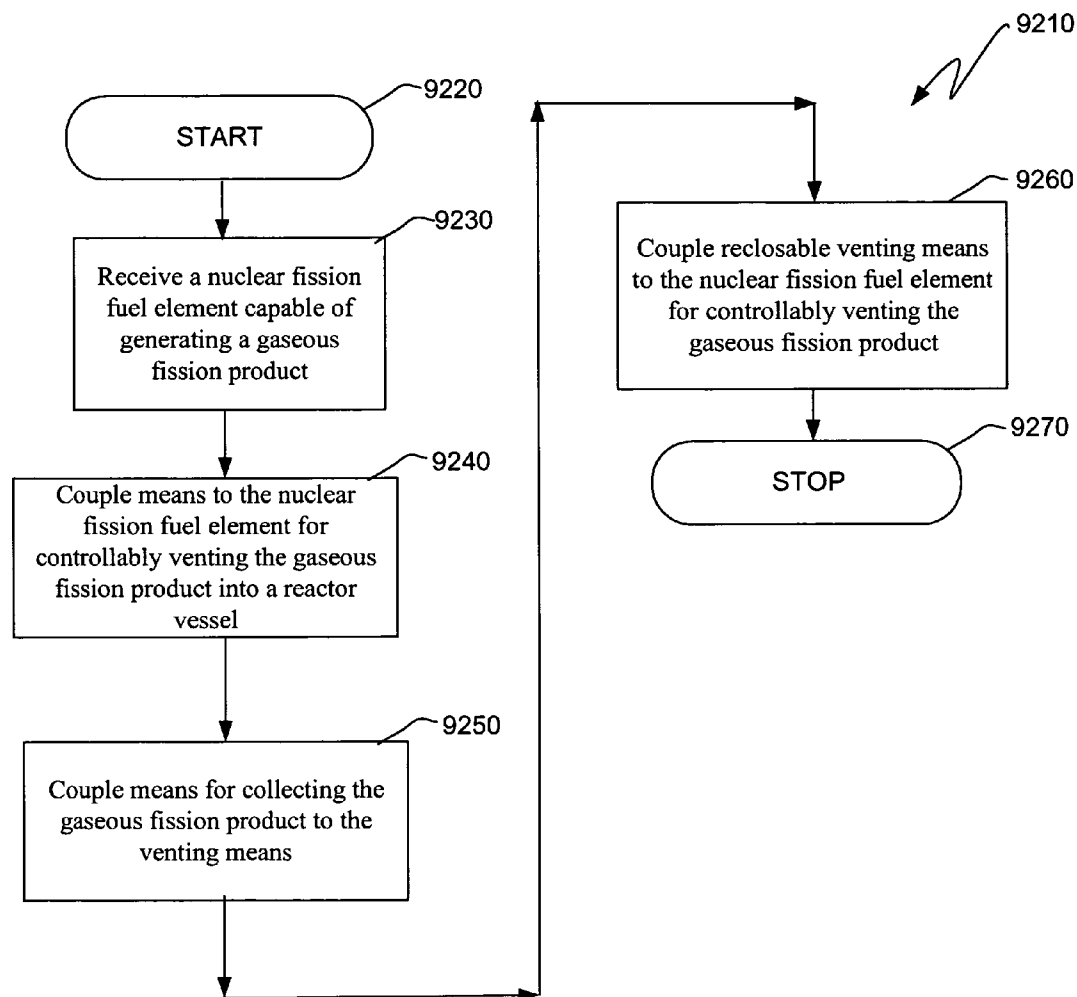 9220
START
9230
Receive a nuclear fission
fuel element capable of
generating a gaseous
fission product
9240
Couple means to the nuclear
fission fuel element for
controllably venting the gaseous
fission product into a reactor
vessel
9250
Couple means for collecting the
gaseous fission product to the
venting means
9210
9260
Couple reclosable venting means
to the nuclear fission fuel element
for controllably venting the
gaseous fission product
9270
STOP